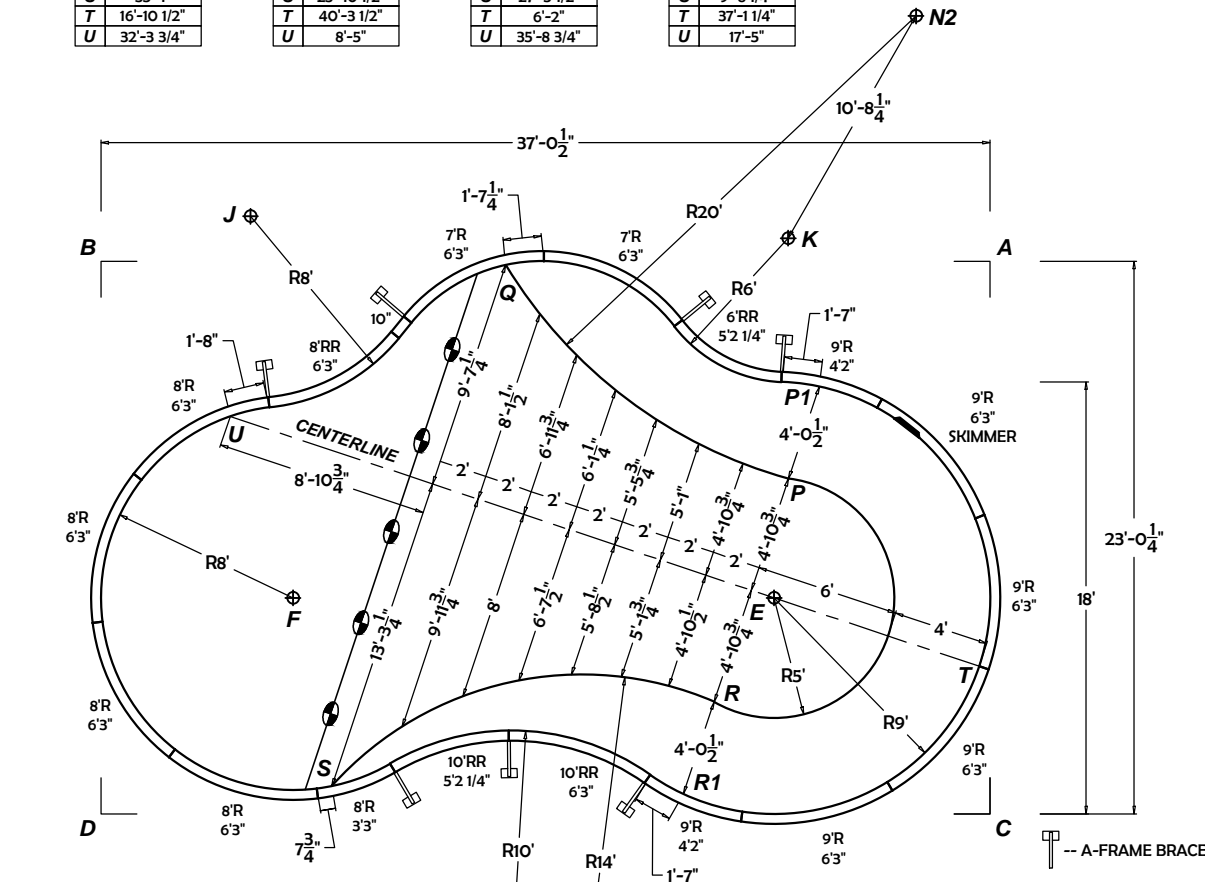 T 16'-10 1/2"
U 32'-3 3/4"
T 40'-3 1/2"
U 8'-5"
T 6'-2"
U 35'-8 3/4"
T 37'-1 1/4"
U 17'-5"
N2
10'-8 1/4"
37'-0 1/2"
1'-7 1/4"
R20'
J
K
7'R
6'3"
7'R
6'3"
B
A
R8'
Q
R6'
10"
6'RR
5'2 1/4"
1'-7"
1'-8"
8'RR
6'3"
9'R
4'2"
8'R
6'3"
P1
9'R
6'3"
SKIMMER
U
CENTERLINE
9'-7 1/4"
8'-1 1/2"
6'-11 3/4"
6'-1 1/4"
5'-5 3/4"
5'-1"
4'-10 3/4"
4'-10 3/4"
4'-0 1/2"
P
8'-10 3/4"
2'
2'
2'
2'
2'
2'
2'
6'
4'
8'R
6'3"
R8'
F
E
23'-0 1/4"
18'
9'R
6'3"
13'-3 1/4"
9'-11 3/4"
8'
6'-7 1/2"
5'-8 1/2"
5'-1 3/4"
4'-10 1/2"
4'-10 3/4"
R
R5'
R9'
T
8'R
6'3"
4'-0 1/2"
S
10'RR
5'2 1/4"
10'RR
6'3"
R1
9'R
6'3"
D
8'R
6'3"
8'R
3'3"
7 3/4"
R10'
R14'
9'R
4'2"
1'-7"
9'R
6'3"
C
-- A-FRAME BRACE